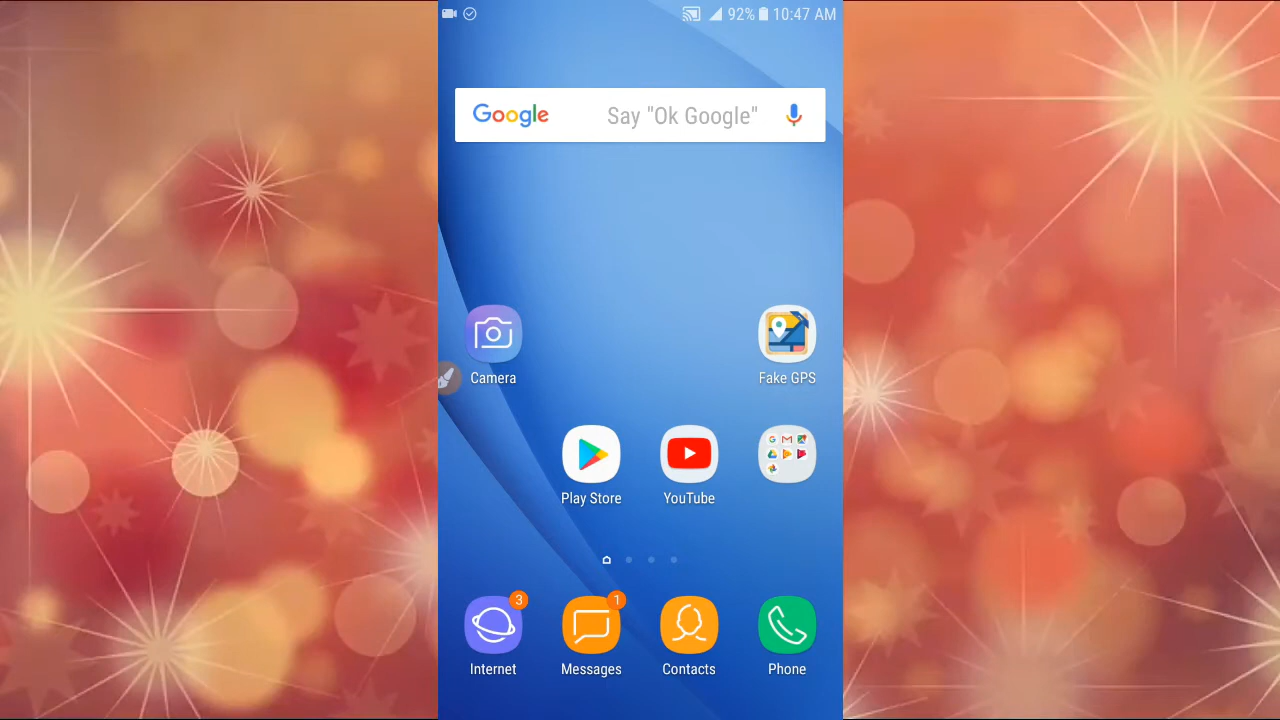 92% 10:47 AM
Google Say "Ok Google"
Camera
Fake GPS
Play Store
YouTube
3
1
Internet
Messages
Contacts
Phone